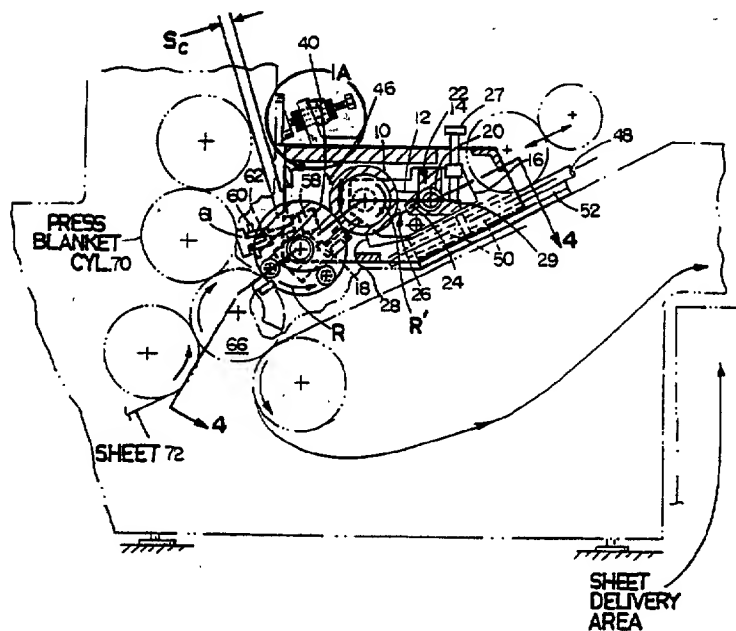 Sc
40
1A
46
22
14
27
10
12
20
48
16
62
58
60
61
52
PRESS
BLANKET
CYL.70
4
50
29
24
26
18
28
R
R'
66
4
SHEET 72
SHEET
DELIVERY
AREA